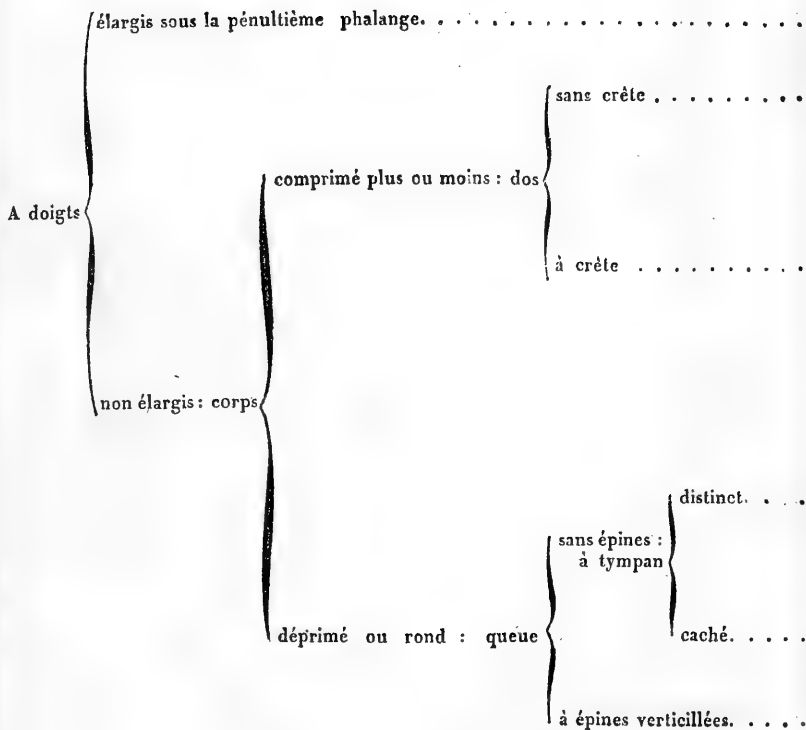 élargis sous la pénultième phalange. . . . . . . . . . . . . . . . . . . .
sans crête . . . . . . . . .
comprimé plus ou moins : dos
A doigts
à crête . . . . . . . . . .
non élargis : corps
distinct. . . .
sans épines :
à tympan
déprimé ou rond : queue
caché. . . . .
à épines verticillées. . . . .